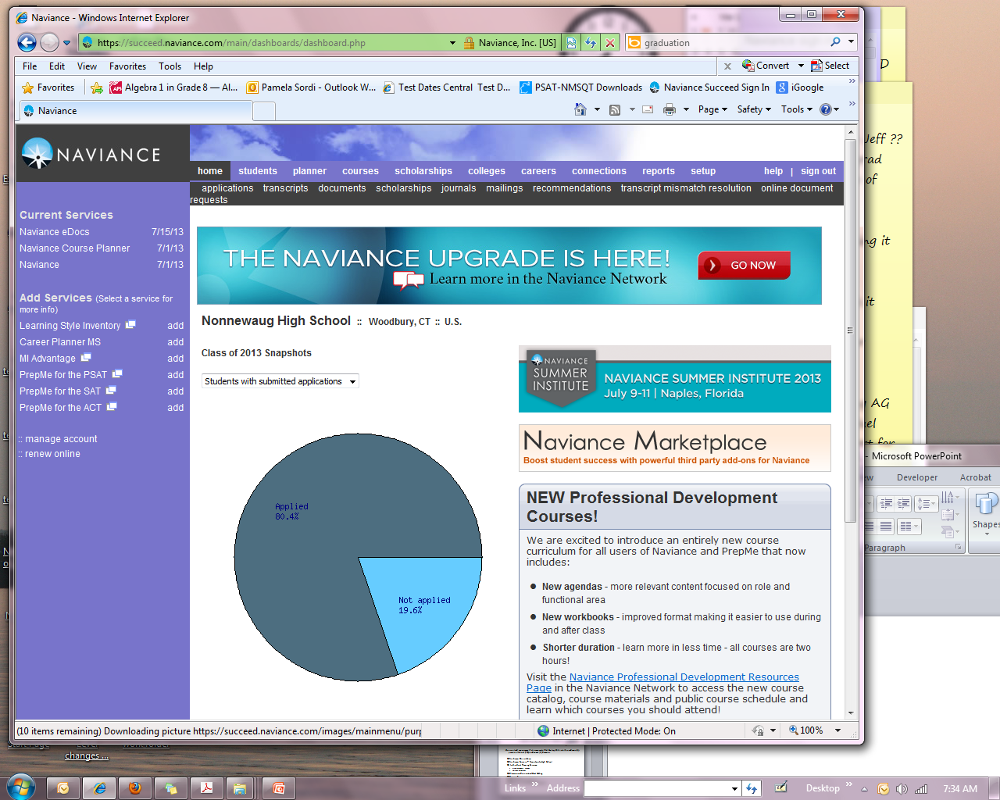 Naviance - Windows Internet Explorer
https://succeed.naviance.com/main/dashboards/dashboard.php
Naviance, Inc. [US]
graduation
File Edit View Favorites Tools Help
Convert Select
Favorites
Algebra 1 in Grade 8 — Al...
Pamela Sordi - Outlook W...
Test Dates Central Test D...
PSAT-NMSQT Downloads
Naviance Succeed Sign In
iGoogle
Naviance
Page Safety Tools
NAVIANCE
home students planner courses scholarships colleges careers connections reports setup
help | sign out
applications transcripts documents scholarships journals mailings recommendations transcript mismatch resolution online document
requests
Current Services
Naviance eDocs 7/15/13
Naviance Course Planner 7/1/13
Naviance 7/1/13
Add Services (Select a service for
more info)
Learning Style Inventory add
Career Planner MS add
MI Advantage add
PrepMe for the PSAT add
PrepMe for the SAT add
PrepMe for the ACT add
:: manage account
:: renew online
THE NAVIANCE UPGRADE IS HERE!
Learn more in the Naviance Network
GO NOW
Nonnewaug High School :: Woodbury, CT :: U.S.
Class of 2013 Snapshots
Students with submitted applications
Applied
80.4%
Not applied
19.6%
NAVIANCE
SUMMER
INSTITUTE
NAVIANCE SUMMER INSTITUTE 2013
July 9-11 | Naples, Florida
Naviance Marketplace
Boost student success with powerful third party add-ons for Naviance
NEW Professional Development
Courses!
We are excited to introduce an entirely new course
curriculum for all users of Naviance and PrepMe that now
includes:
● New agendas - more relevant content focused on role and
functional area
● New workbooks - improved format making it easier to use during
and after class
● Shorter duration - learn more in less time - all courses are two
hours!
Visit the Naviance Professional Development Resources
Page in the Naviance Network to access the new course
catalog, course materials and public course schedule and
learn which courses you should attend!
(10 items remaining) Downloading picture https://succeed.naviance.com/images/mainmenu/purp
Internet | Protected Mode: On
100%
D
Jeff ??
of
it
it
AG
for
- Microsoft PowerPoint
Developer Acrobat
Shapes
Paragraph
changes ...
Links Address
Desktop
7:34 AM